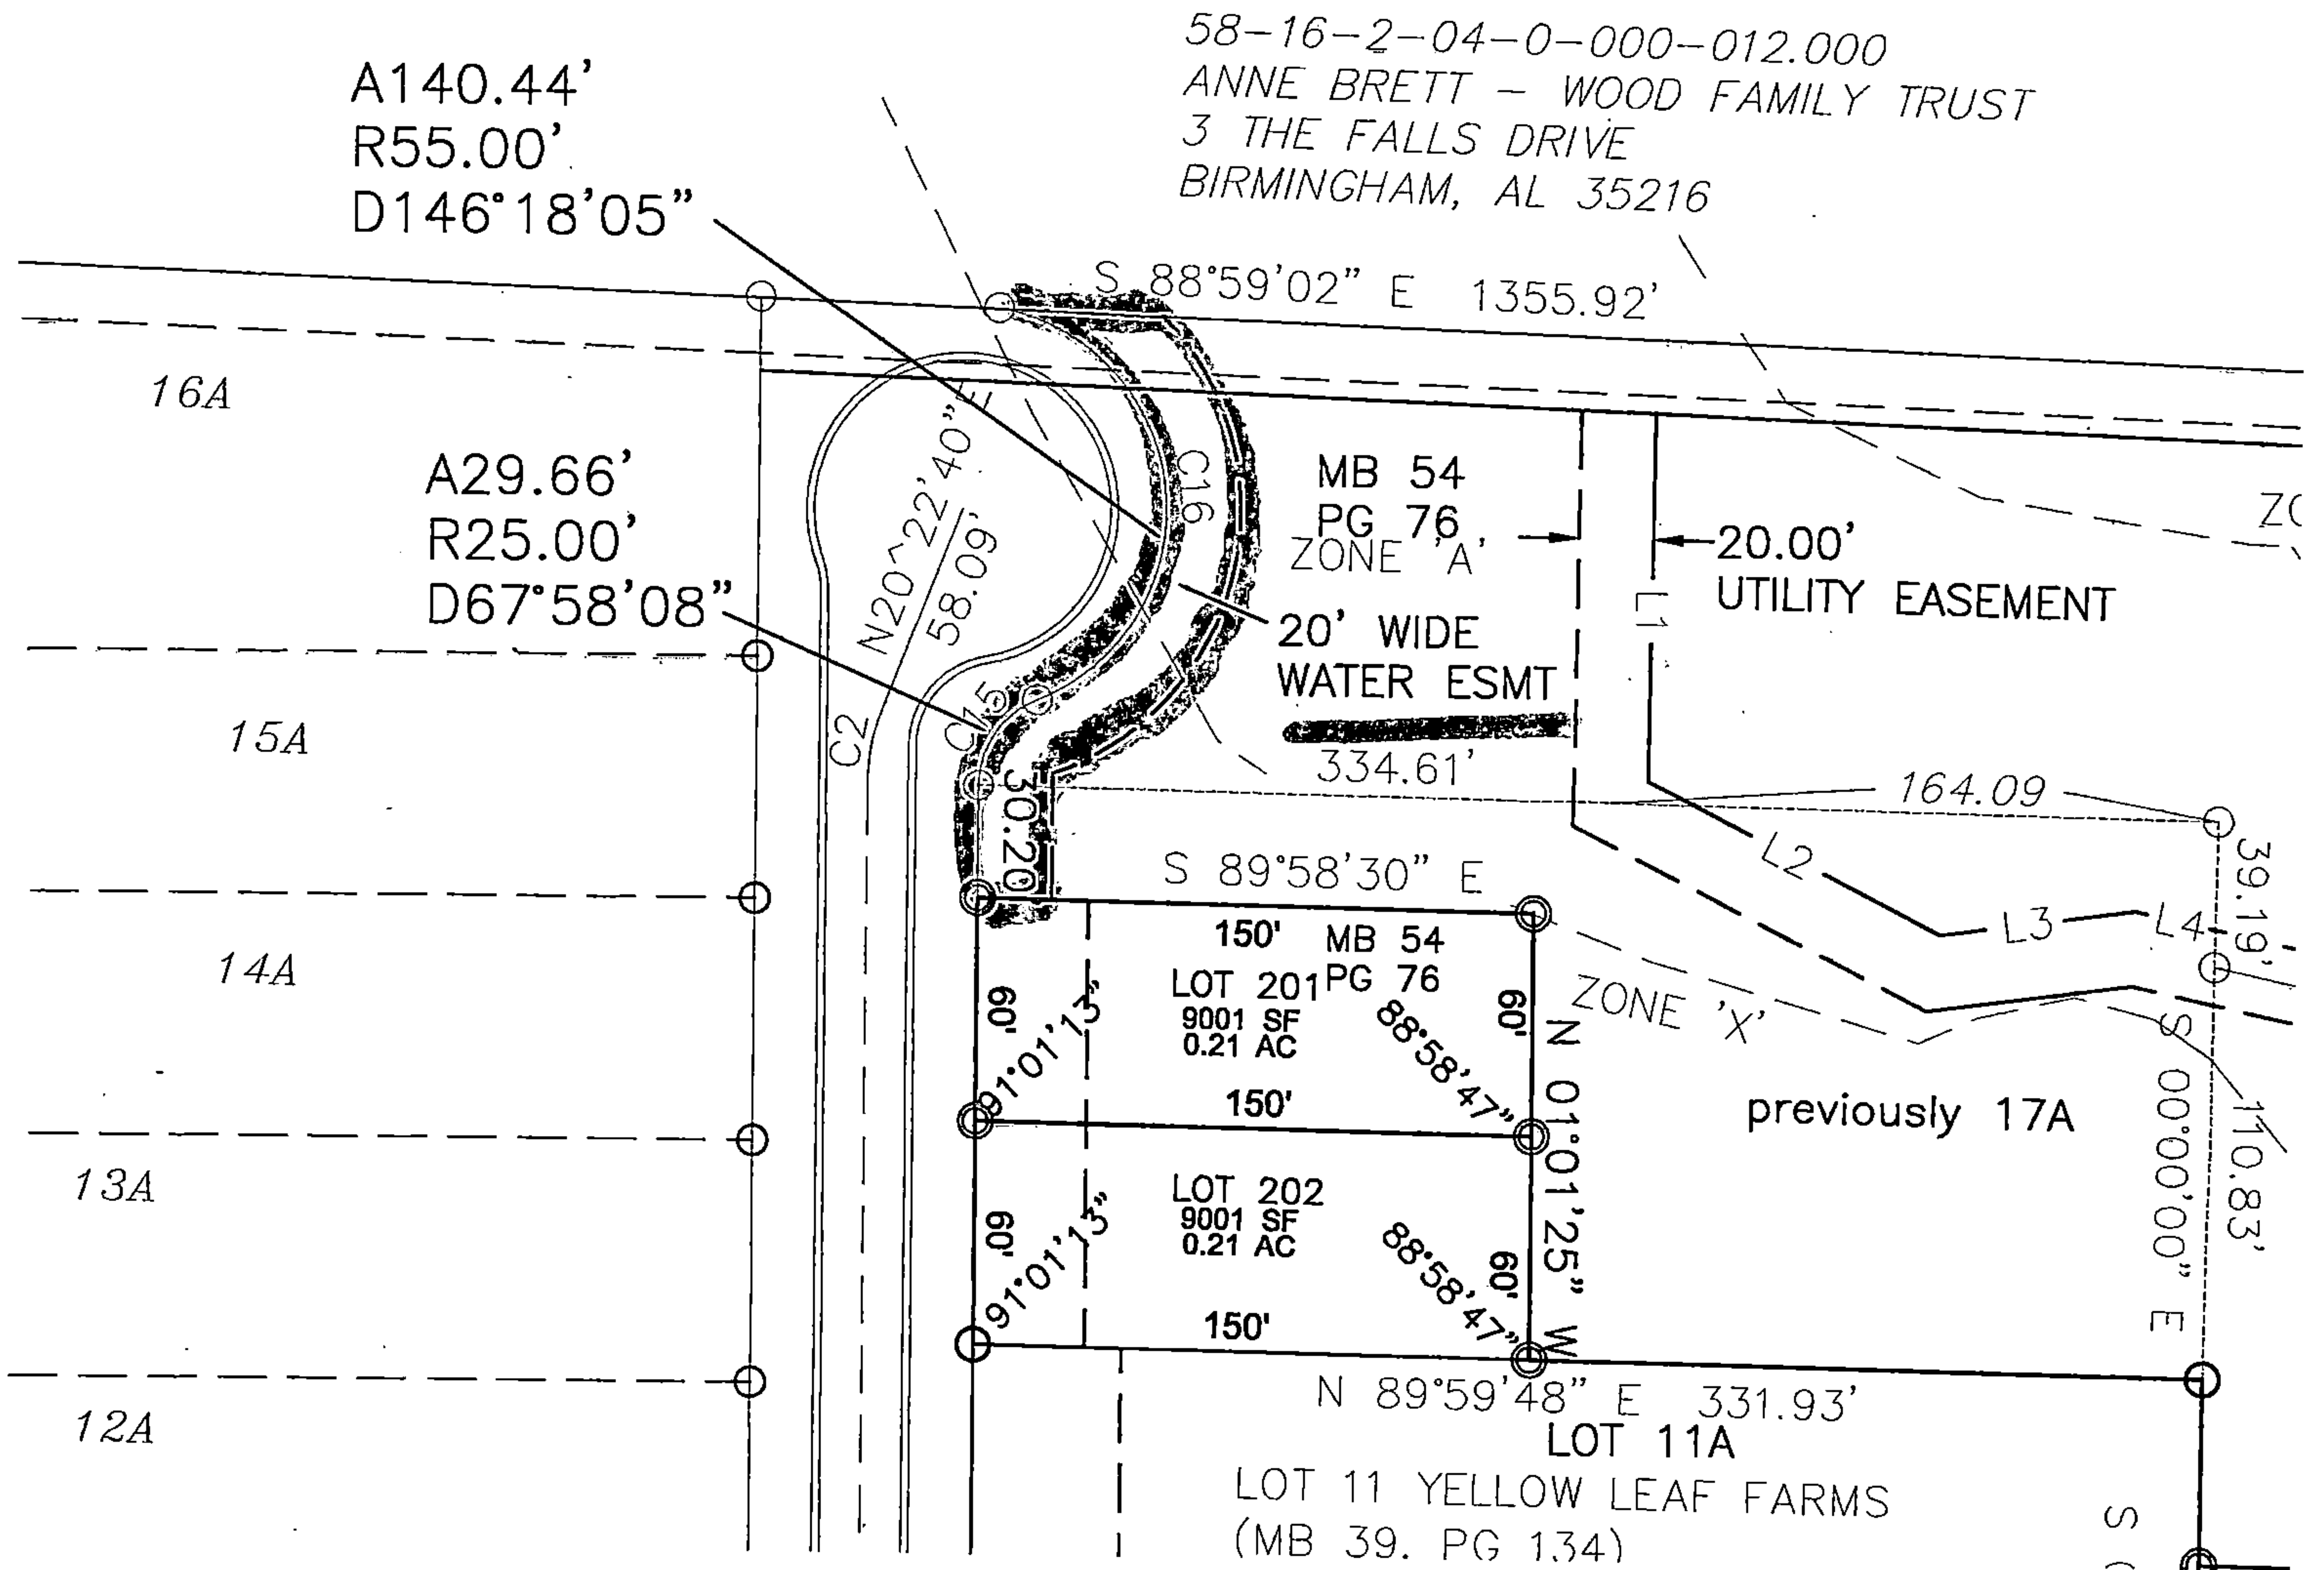 58-16-2-04-0-000-012.000
ANNE BRETT - WOOD FAMILY TRUST
3 THE FALLS DRIVE
BIRMINGHAM, AL 35216
A140.44'
R55.00'
D146°18'05"
S 88°59'02" E 1355.92'
16A
A29.66'
R25.00'
D67°58'08"
N20^22'40" E
58.09'
C16
MB 54
PG 76
ZONE 'A'
20.00'
UTILITY EASEMENT
L1
20' WIDE
WATER ESMT
15A
C2
C15
334.61'
164.09
30.20
39.19'
L2
L3
L4
S 89°58'30" E
14A
150'
MB 54
PG 76
LOT 201
9001 SF
0.21 AC
60'
60'
91°01'13"
88°58'47"
ZONE 'X'
N 01°01'25" W
150'
previously 17A
S 00°00'00" E
110.83'
13A
LOT 202
9001 SF
0.21 AC
60'
60'
91°01'13"
88°58'47"
150'
N 89°59'48" E 331.93'
12A
LOT 11A
LOT 11 YELLOW LEAF FARMS
(MB 39. PG 134)
S